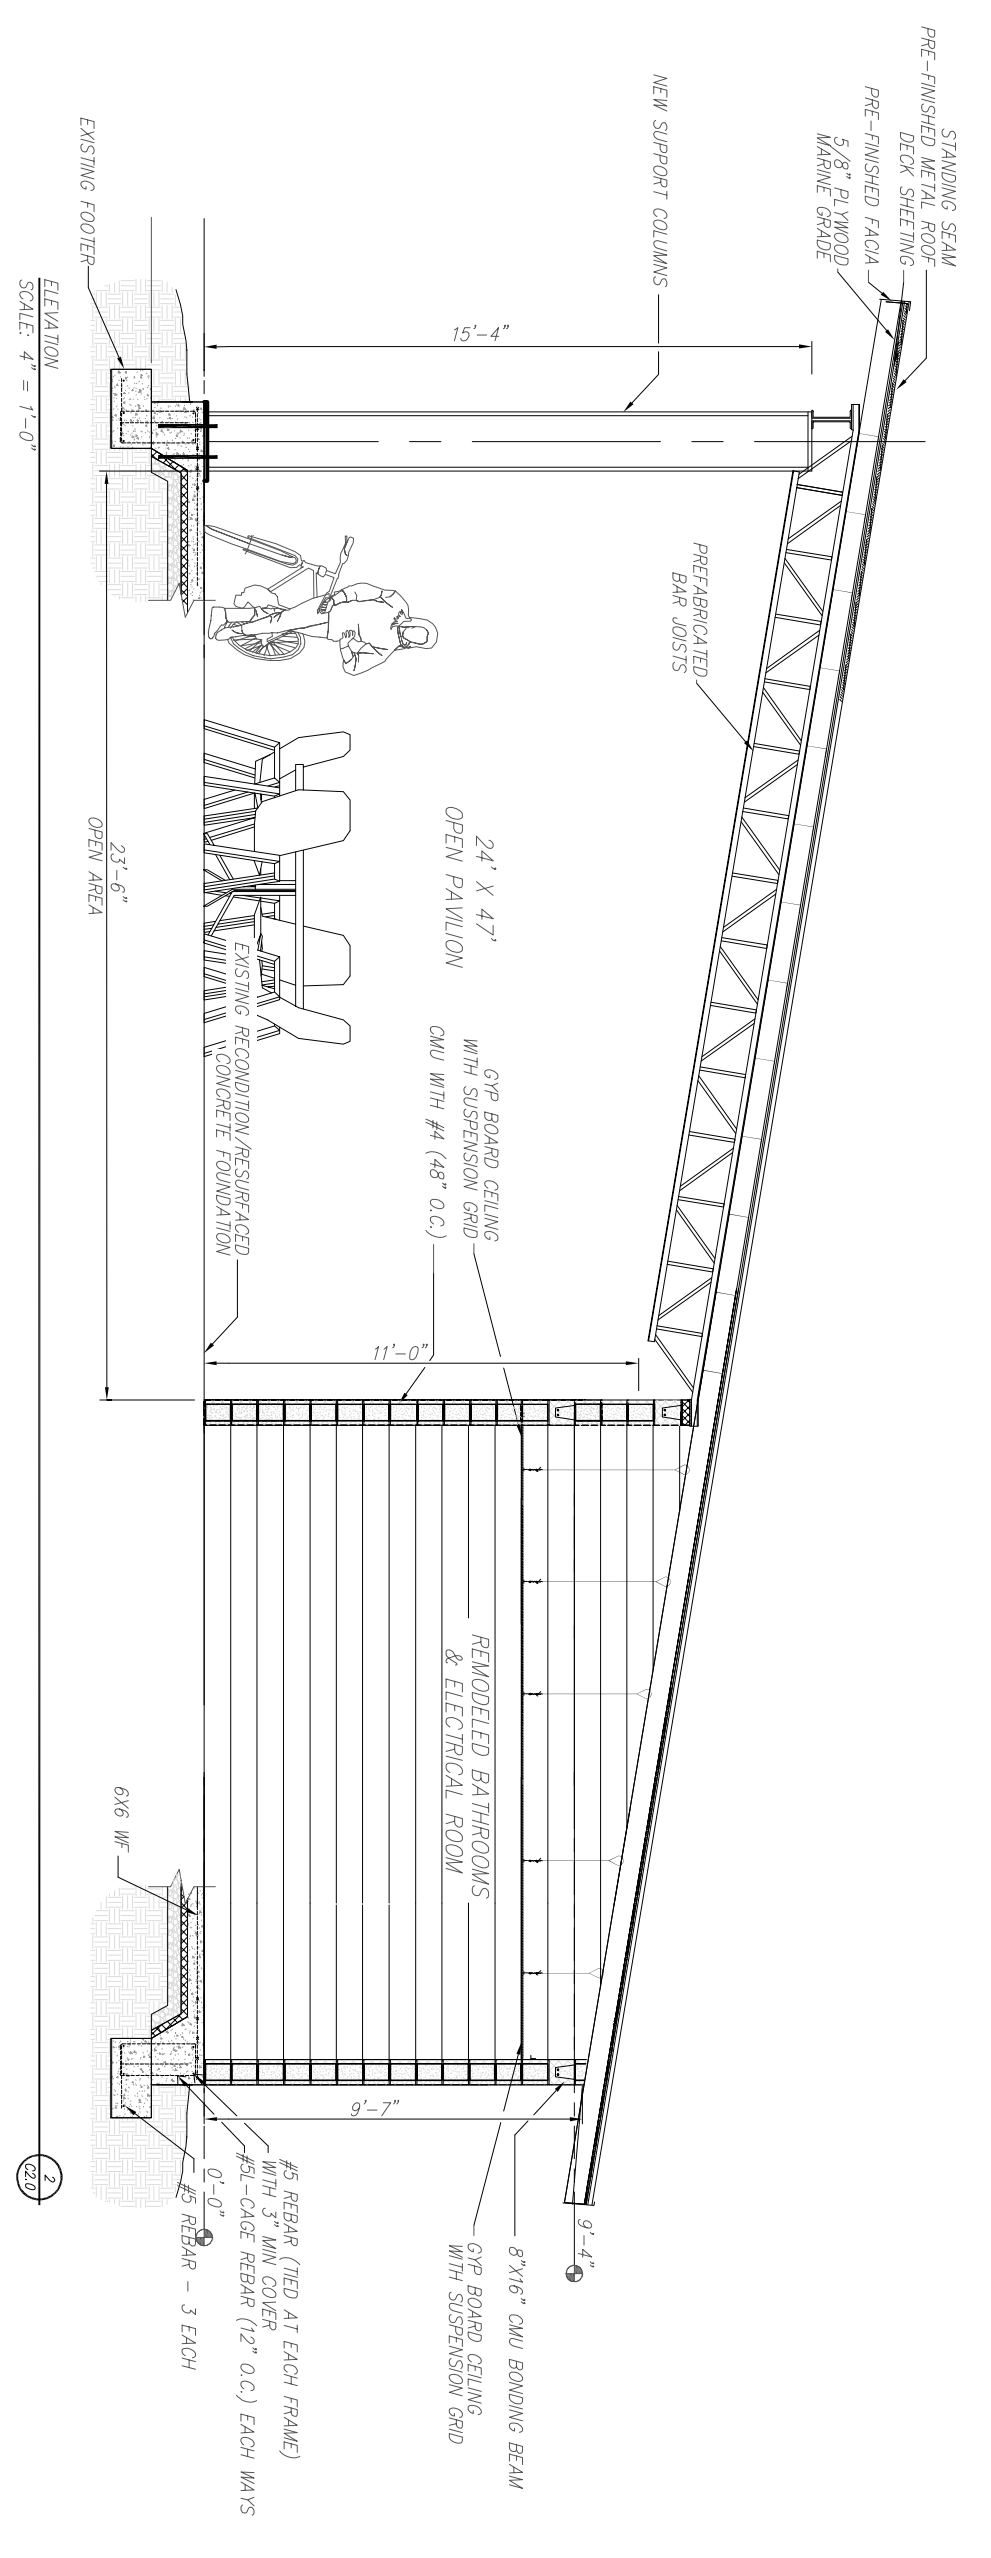 STANDING SEAM
PRE-FINISHED METAL ROOF
DECK SHEETING
PRE-FINISHED FACIA
5/8" PLYWOOD
MARINE GRADE
NEW SUPPORT COLUMNS
15'-4"
EXISTING FOOTER
PREFABRICATED
BAR JOISTS
24' X 47'
OPEN PAVILION
23'-6"
OPEN AREA
GYP BOARD CEILING
WITH SUSPENSION GRID
CMU WITH #4 (48" O.C.)
EXISTING RECONDITION/RESURFACED
CONCRETE FOUNDATION
11'-0"
REMODELED BATHROOMS
& ELECTRICAL ROOM
6X6 WF
9'-7"
9'-4"
0'-0"
8"X16" CMU BONDING BEAM
GYP BOARD CEILING
WITH SUSPENSION GRID
#5 REBAR (TIED AT EACH FRAME)
WITH 3" MIN COVER
#5L-CAGE REBAR (12" O.C.) EACH WAYS
#5 REBAR - 3 EACH
ELEVATION
SCALE: 4" = 1'-0"
2
C2.0